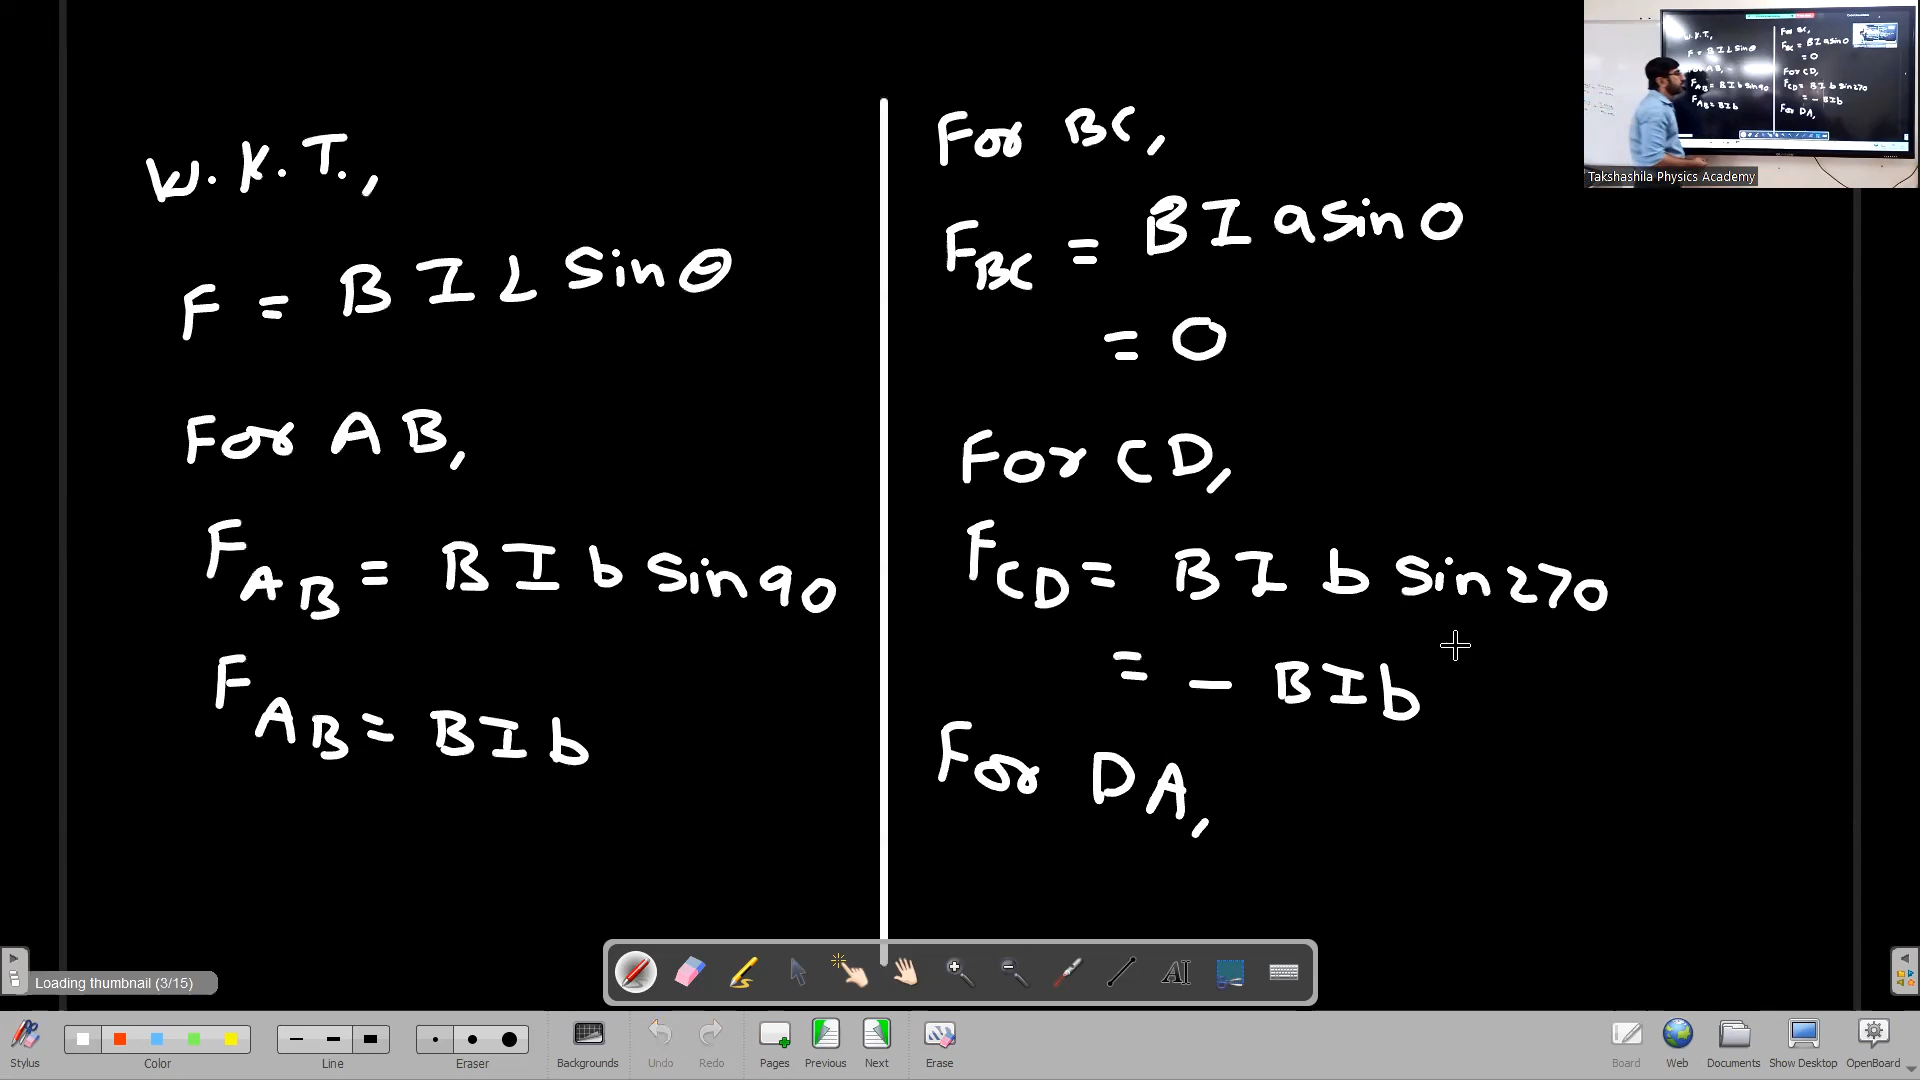 W.K.T.,
F = B I L sin θ
For AB,
F_AB = B I b sin 90
F_AB = B I b
For BC,
F_BC = B I a sin 0
= 0
For CD,
F_CD = B I b sin 270
= - B I b
For DA,
Takshashila Physics Academy
Loading thumbnail (3/15)
Stylus
Color
Line
Eraser
Backgrounds
Undo
Redo
Pages
Previous
Next
Erase
Board
Web
Documents
Show Desktop
OpenBoard